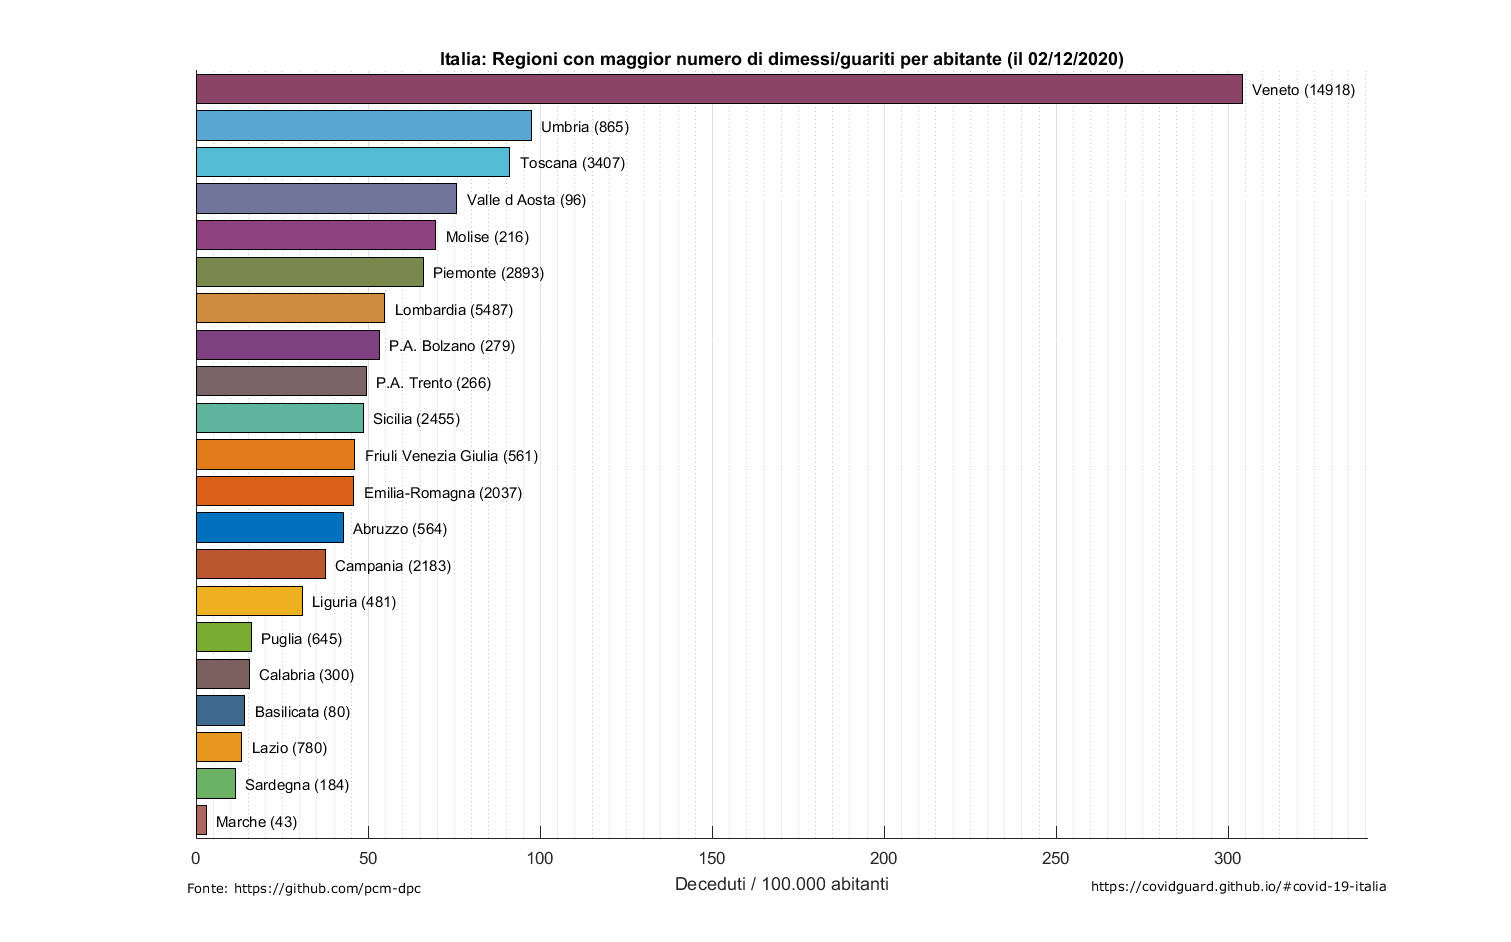 Italia: Regioni con maggior numero di dimessi/guariti per abitante (il 02/12/2020)
Veneto (14918)
Umbria (865)
Toscana (3407)
Valle d Aosta (96)
Molise (216)
Piemonte (2893)
Lombardia (5487)
P.A. Bolzano (279)
P.A. Trento (266)
Sicilia (2455)
Friuli Venezia Giulia (561)
Emilia-Romagna (2037)
Abruzzo (564)
Campania (2183)
Liguria (481)
Puglia (645)
Calabria (300)
Basilicata (80)
Lazio (780)
Sardegna (184)
Marche (43)
0 50 100 150 200 250 300
Deceduti / 100.000 abitanti
Fonte: https://github.com/pcm-dpc
https://covidguard.github.io/#covid-19-italia